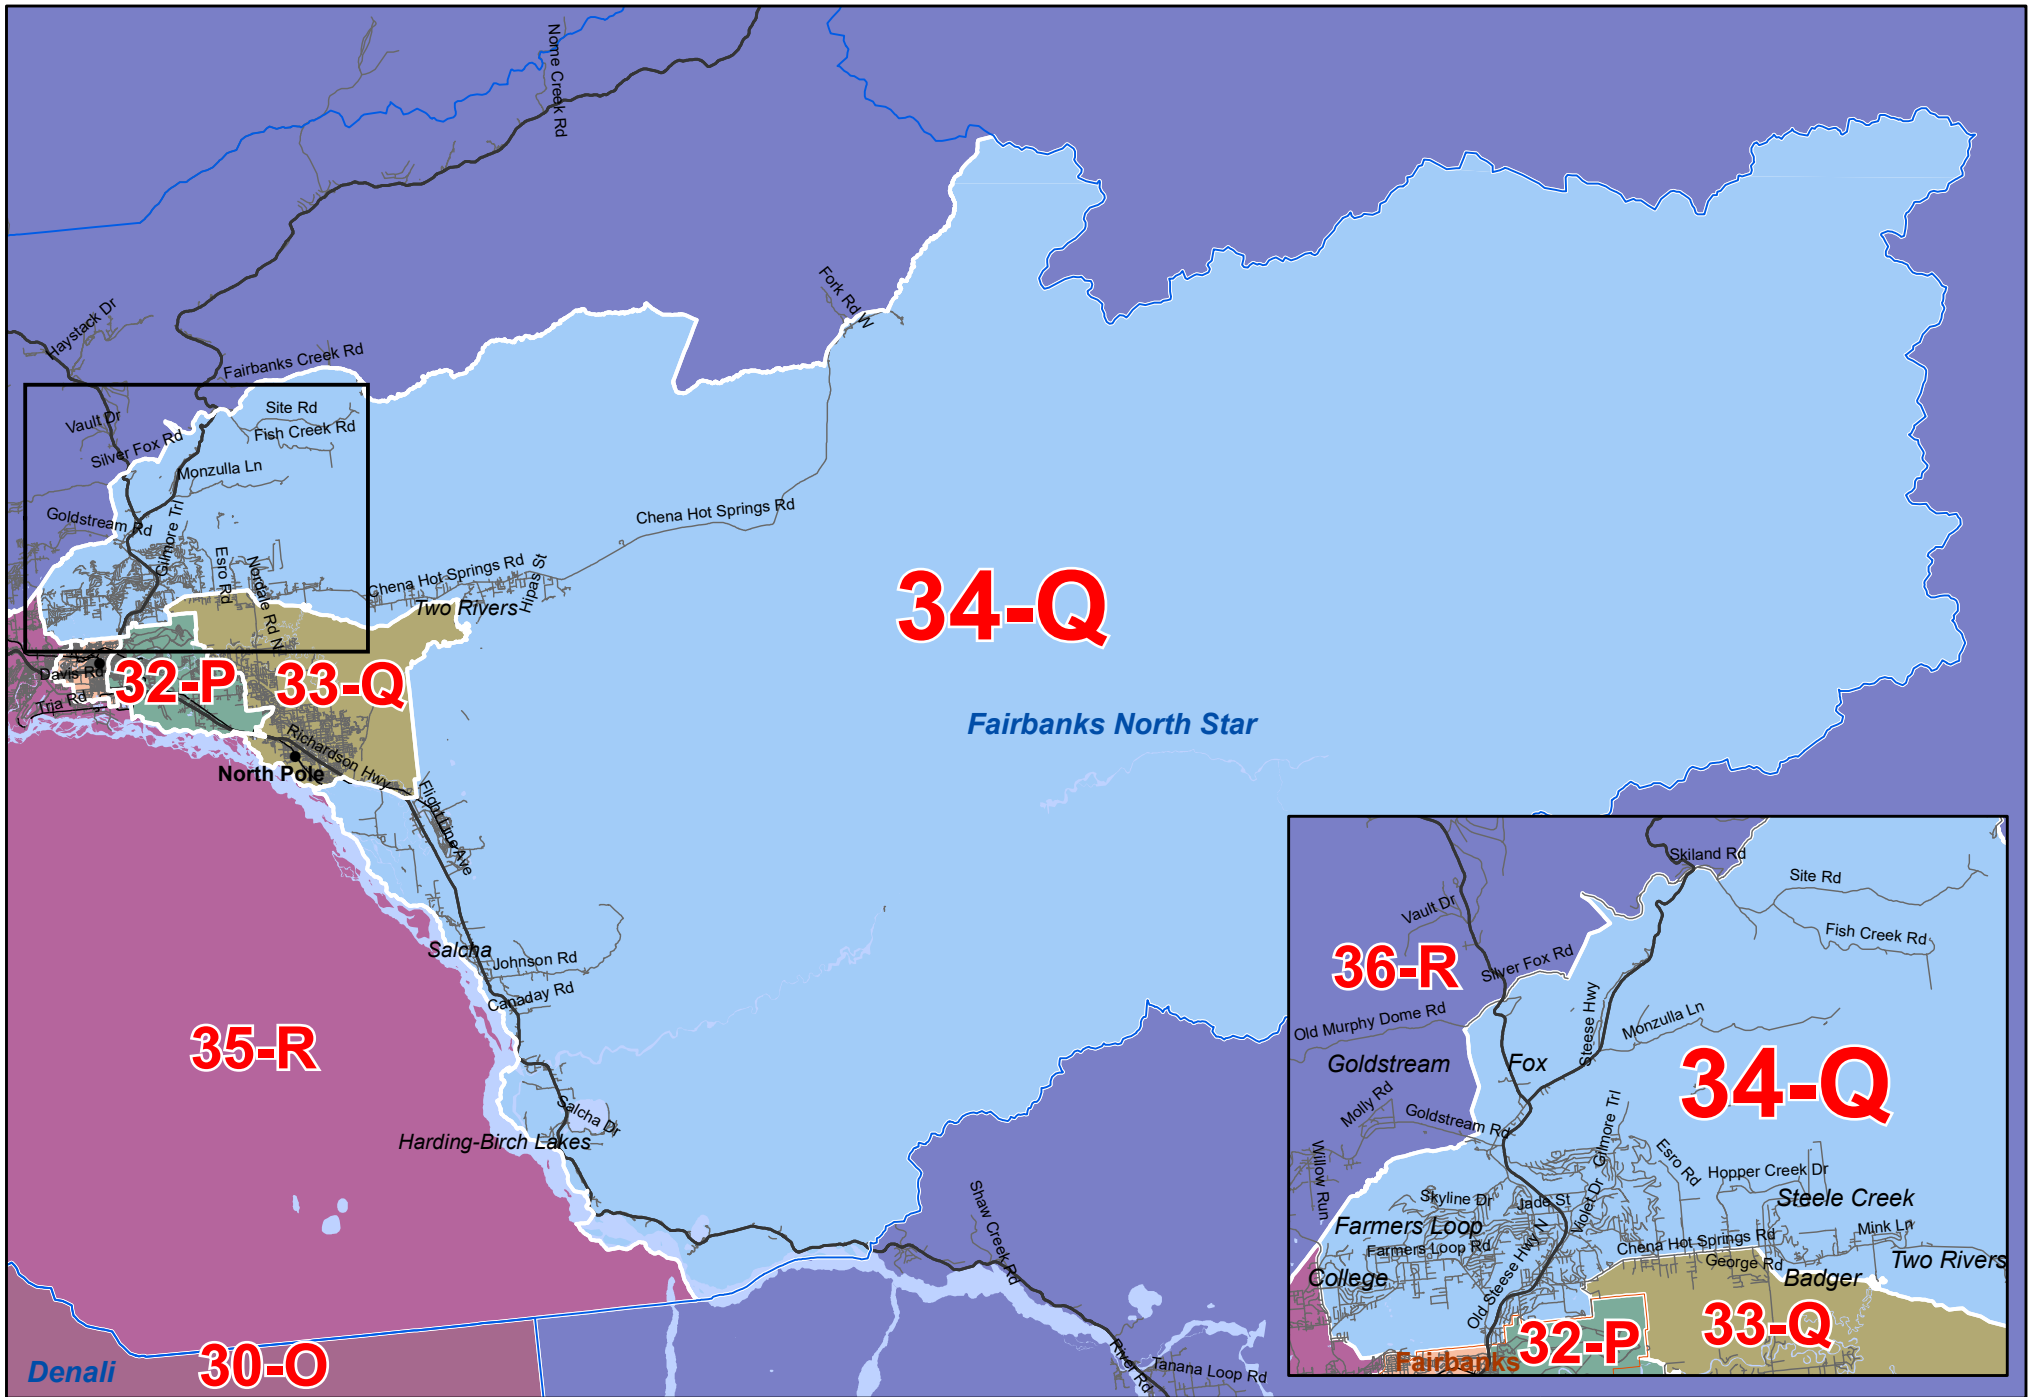 Nome Creek Rd
Haystack Dr
Fork Rd W
Fairbanks Creek Rd
Site Rd
Vault Dr
Fish Creek Rd
Silver Fox Rd
Monzulla Ln
Goldstream Rd
Gilmore Trl
Chena Hot Springs Rd
Esro Rd
Nordale Rd N
Chena Hot Springs Rd
Hipas St
Two Rivers
34-Q
Davis Rd
32-P
33-Q
Tria Rd
Fairbanks North Star
Richardson Hwy
North Pole
Flight Line Ave
Salcha
Johnson Rd
Canaday Rd
35-R
Salcha Dr
Harding-Birch Lakes
Shaw Creek Rd
River Rd
Tanana Loop Rd
Denali
30-O
Skiland Rd
Site Rd
Vault Dr
Fish Creek Rd
36-R
Silver Fox Rd
Steese Hwy
Old Murphy Dome Rd
Monzulla Ln
Goldstream
Fox
34-Q
Molly Rd
Goldstream Rd
Gilmore Trl
Willow Run
Esro Rd
Hopper Creek Dr
Skyline Dr
Jade St
Violet Dr
Steele Creek
Farmers Loop
Mink Ln
Farmers Loop Rd
Chena Hot Springs Rd
George Rd
Two Rivers
College
Old Steese Hwy N
Badger
33-Q
32-P
Fairbanks